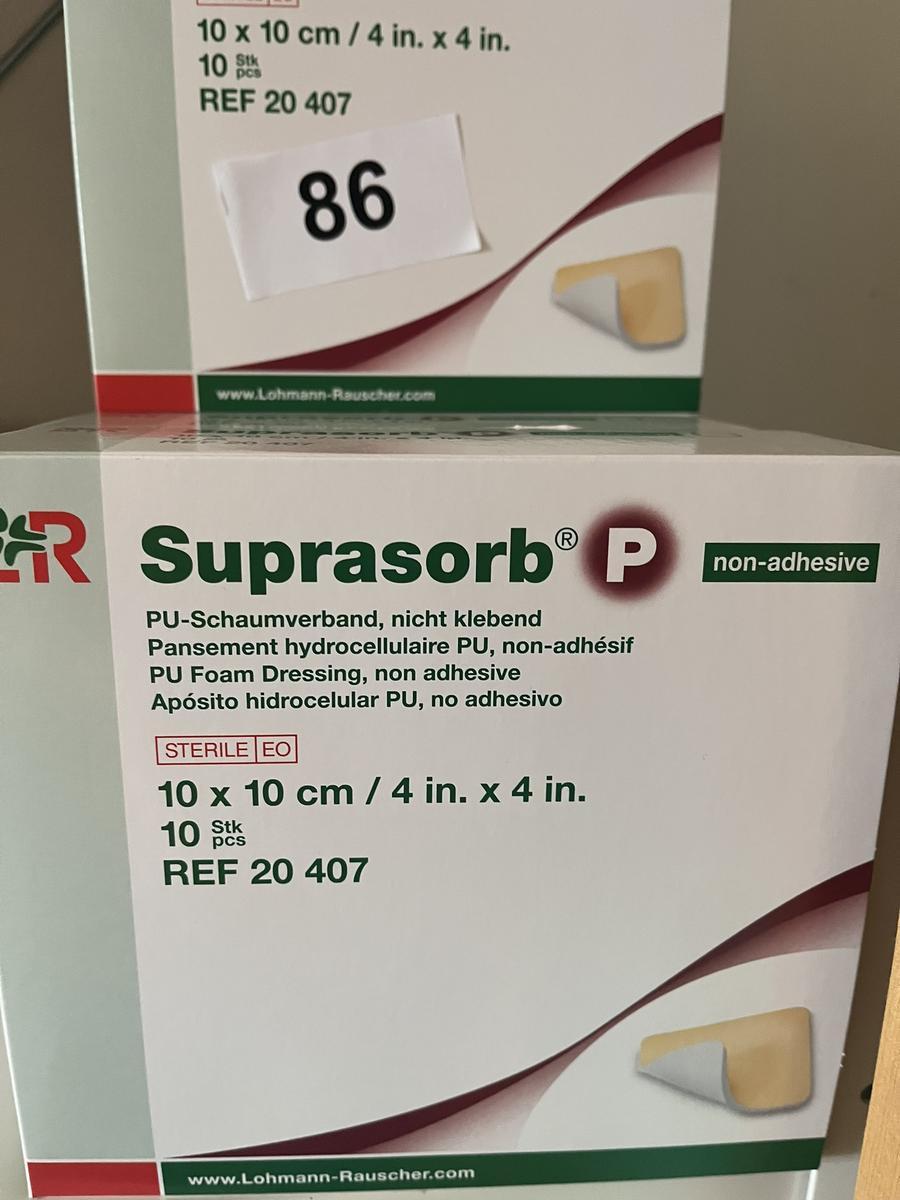 10 x 10 cm / 4 in. x 4 in.
10 Stk pcs
REF 20 407
86
www.Lohmann-Rauscher.com
Suprasorb® P non-adhesive
PU-Schaumverband, nicht klebend
Pansement hydrocellulaire PU, non-adhésif
PU Foam Dressing, non adhesive
Apósito hidrocelular PU, no adhesivo
STERILE EO
10 x 10 cm / 4 in. x 4 in.
10 Stk pcs
REF 20 407
www.Lohmann-Rauscher.com